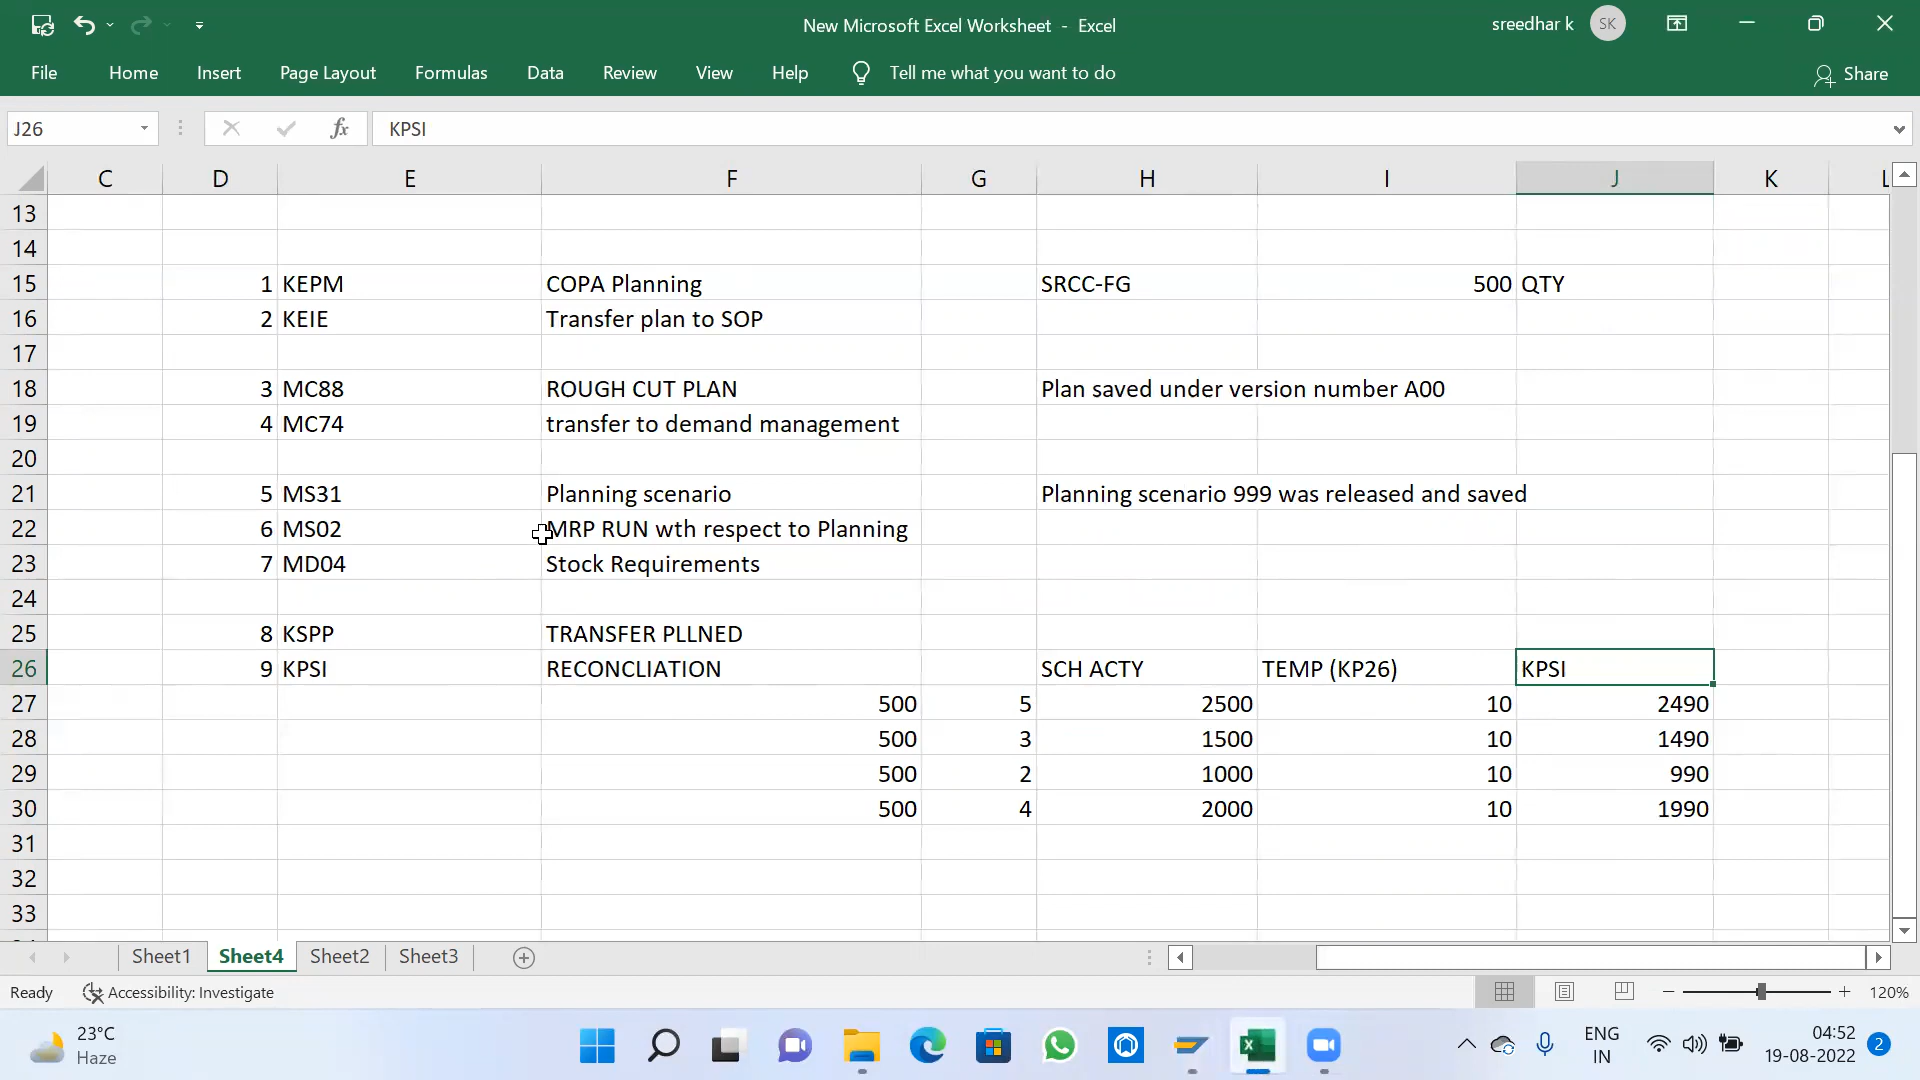 New Microsoft Excel Worksheet - Excel
sreedhar k SK
File Home Insert Page Layout Formulas Data Review View Help Tell me what you want to do Share
J26 fx KPSI
C D E F G H I J K L
13
14
15 1 KEPM COPA Planning SRCC-FG 500 QTY
16 2 KEIE Transfer plan to SOP
17
18 3 MC88 ROUGH CUT PLAN Plan saved under version number A00
19 4 MC74 transfer to demand management
20
21 5 MS31 Planning scenario Planning scenario 999 was released and saved
22 6 MS02 MRP RUN wth respect to Planning
23 7 MD04 Stock Requirements
24
25 8 KSPP TRANSFER PLLNED
26 9 KPSI RECONCLIATION SCH ACTY TEMP (KP26) KPSI
27 500 5 2500 10 2490
28 500 3 1500 10 1490
29 500 2 1000 10 990
30 500 4 2000 10 1990
31
32
33
Sheet1 Sheet4 Sheet2 Sheet3
Ready Accessibility: Investigate 120%
23°C
Haze
ENG
IN
04:52
19-08-2022
2